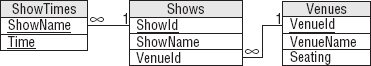 ShowTimes
ShowName
Time
∞
1
Shows
ShowId
ShowName
VenueId
∞
1
Venues
VenueId
VenueName
Seating